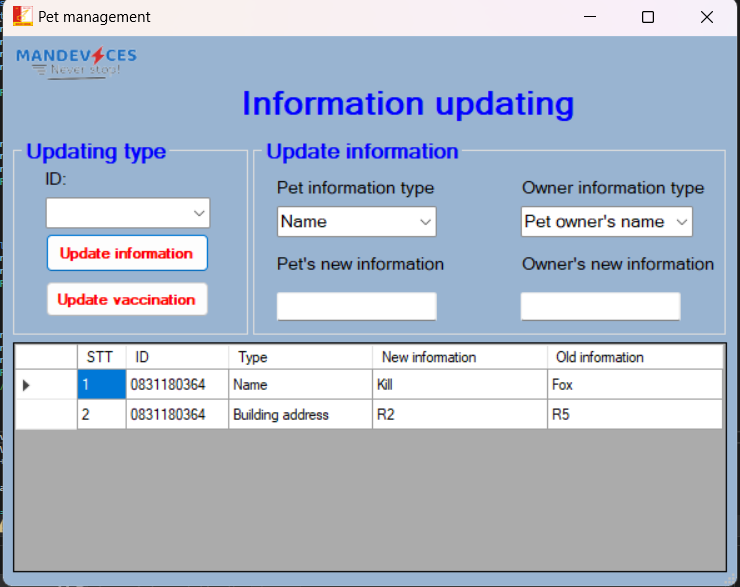 Pet management
MANDEVICES
Never stop!
Information updating
Updating type
ID:
Update information
Update vaccination
Update information
Pet information type
Owner information type
Name
Pet owner's name
Pet's new information
Owner's new information
STT ID Type New information Old information
1 0831180364 Name Kill Fox
2 0831180364 Building address R2 R5